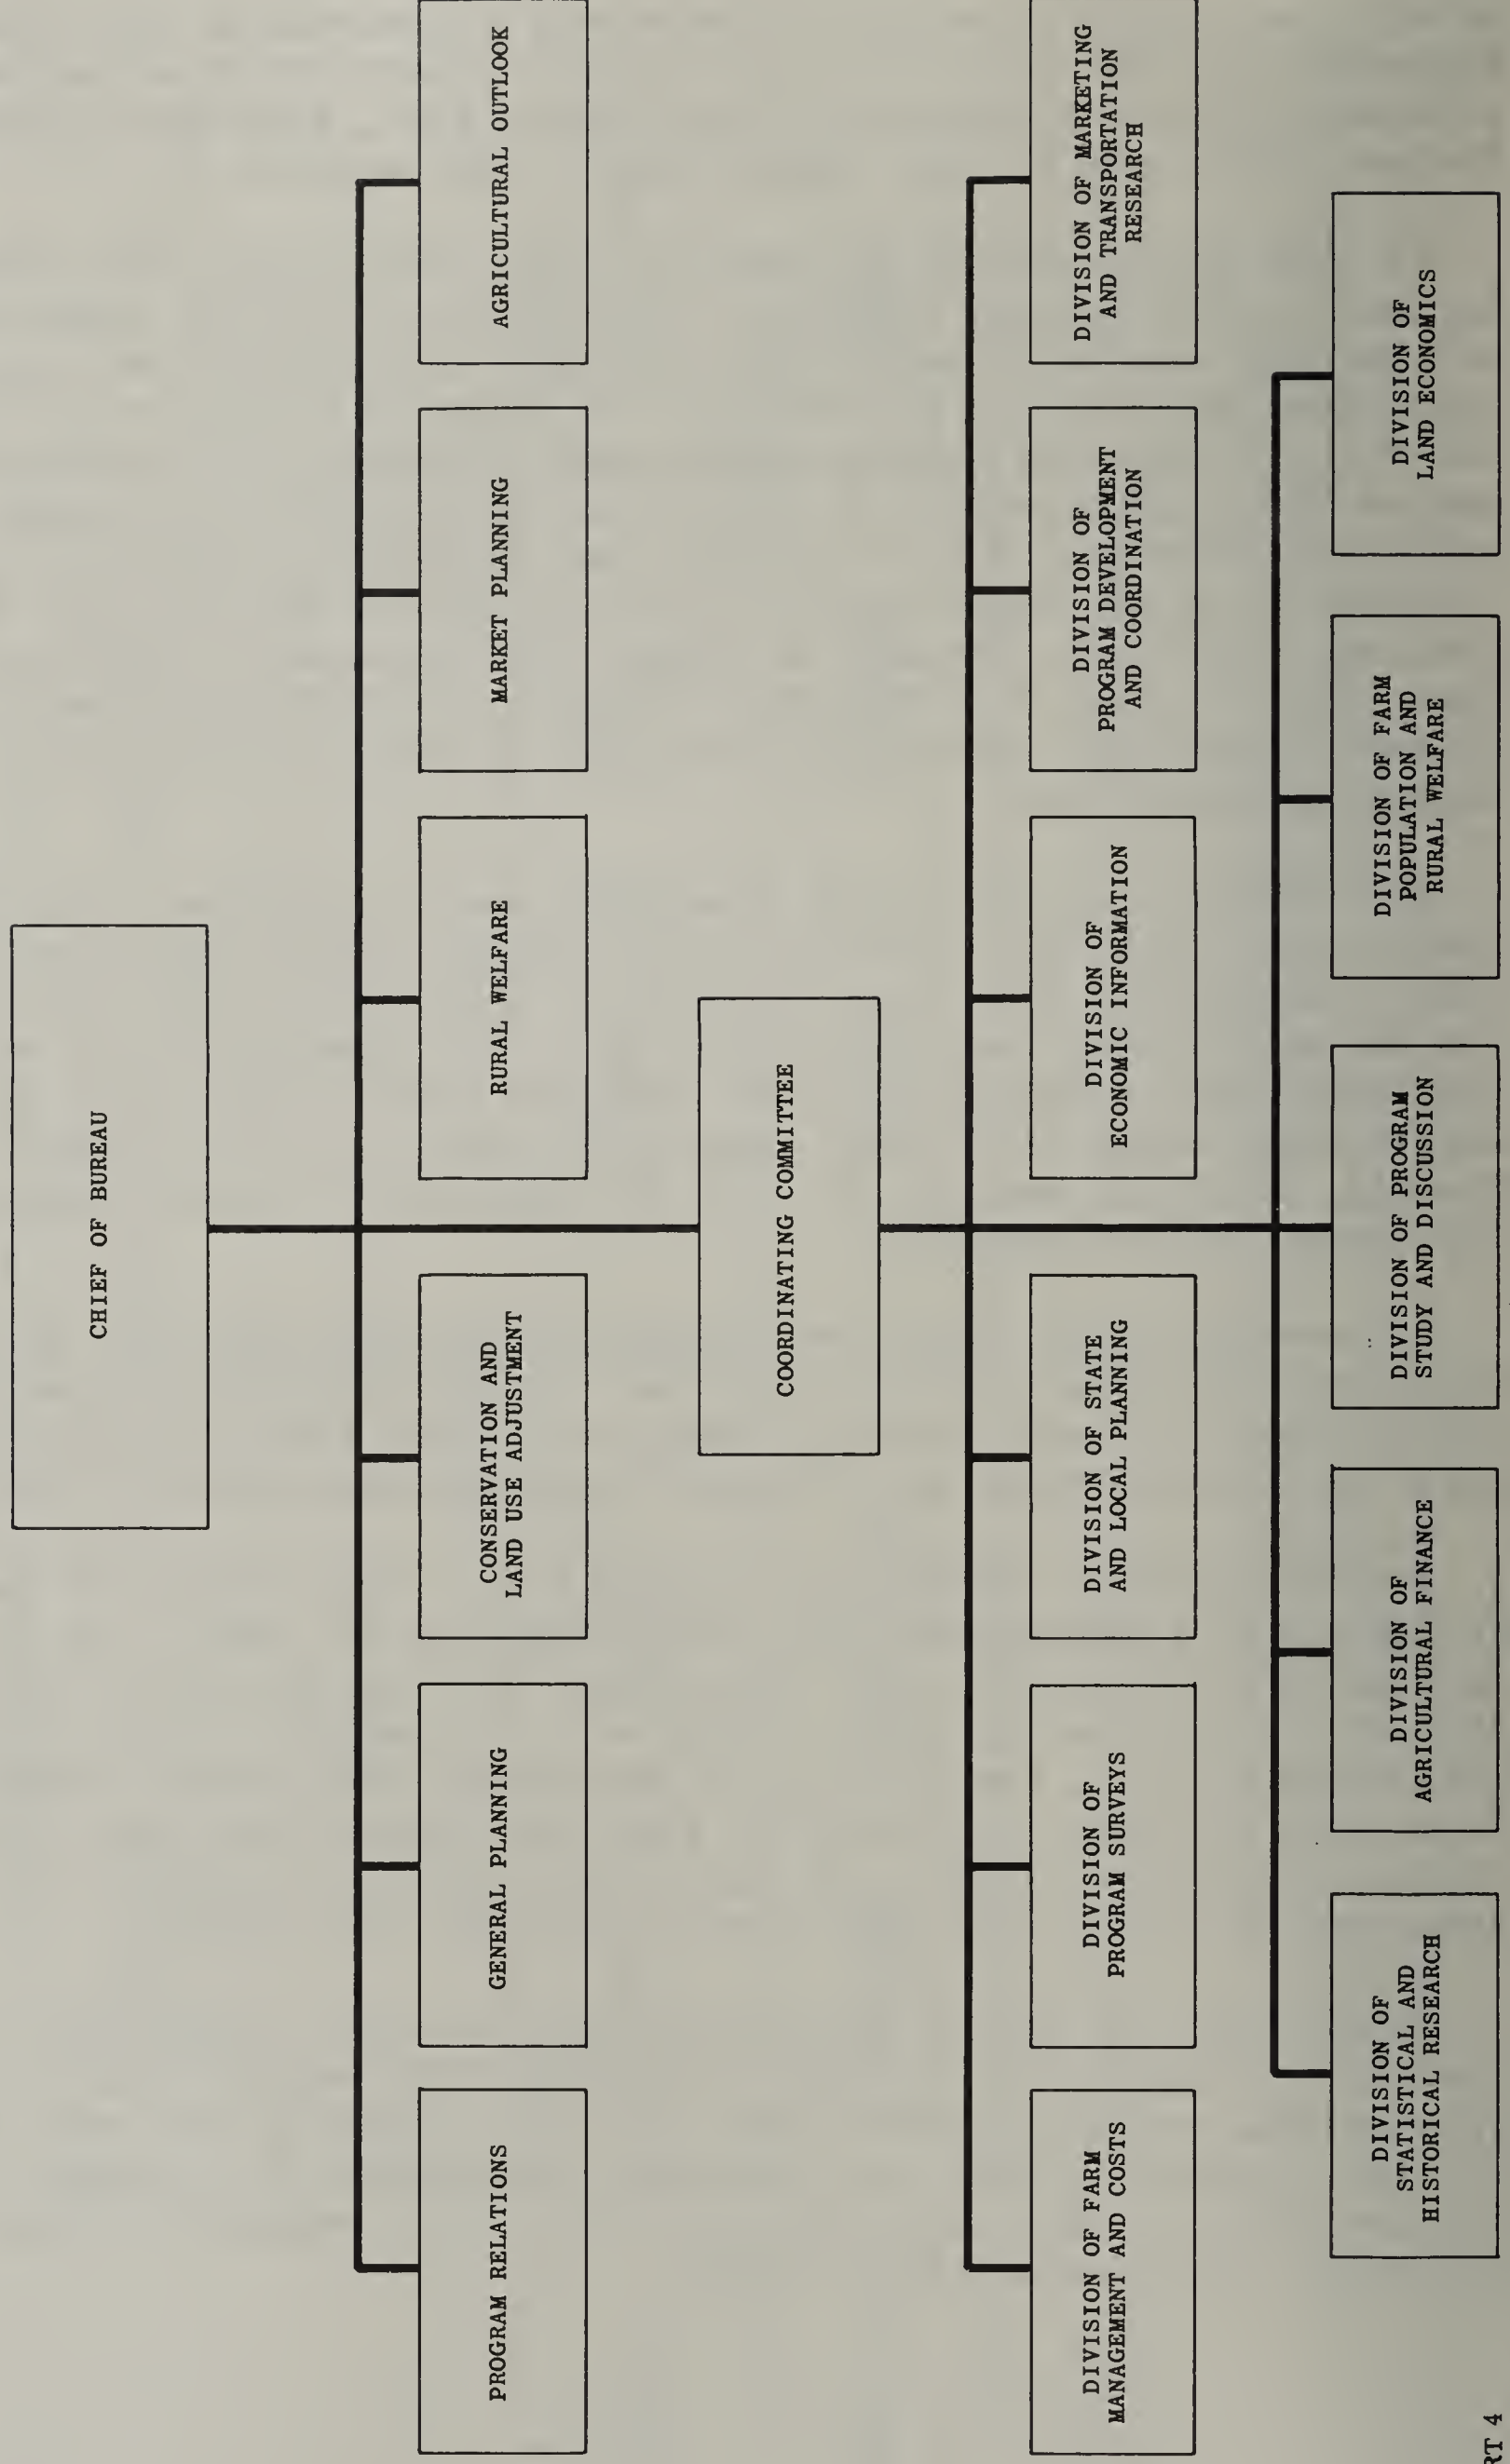 CHIEF OF BUREAU
PROGRAM RELATIONS
GENERAL PLANNING
CONSERVATION AND
LAND USE ADJUSTMENT
RURAL WELFARE
MARKET PLANNING
AGRICULTURAL OUTLOOK
COORDINATING COMMITTEE
DIVISION OF FARM
MANAGEMENT AND COSTS
DIVISION OF
PROGRAM SURVEYS
DIVISION OF STATE
AND LOCAL PLANNING
DIVISION OF
ECONOMIC INFORMATION
DIVISION OF
PROGRAM DEVELOPMENT
AND COORDINATION
DIVISION OF MARKETING
AND TRANSPORTATION
RESEARCH
DIVISION OF
STATISTICAL AND
HISTORICAL RESEARCH
DIVISION OF
AGRICULTURAL FINANCE
DIVISION OF PROGRAM
STUDY AND DISCUSSION
DIVISION OF FARM
POPULATION AND
RURAL WELFARE
DIVISION OF
LAND ECONOMICS
RT 4